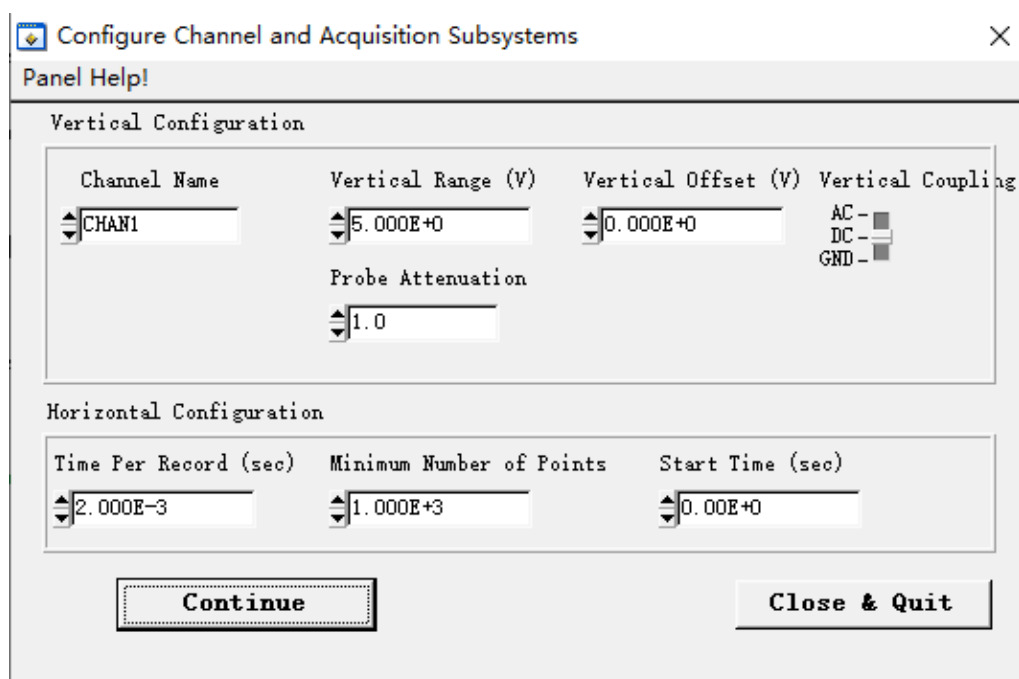 Configure Channel and Acquisition Subsystems
Panel Help!
Vertical Configuration
Channel Name
Vertical Range (V)
Vertical Offset (V)
Vertical Coupling
CHAN1
5.000E+0
0.000E+0
AC
DC
GND
Probe Attenuation
1.0
Horizontal Configuration
Time Per Record (sec)
Minimum Number of Points
Start Time (sec)
2.000E-3
1.000E+3
0.00E+0
Continue
Close & Quit